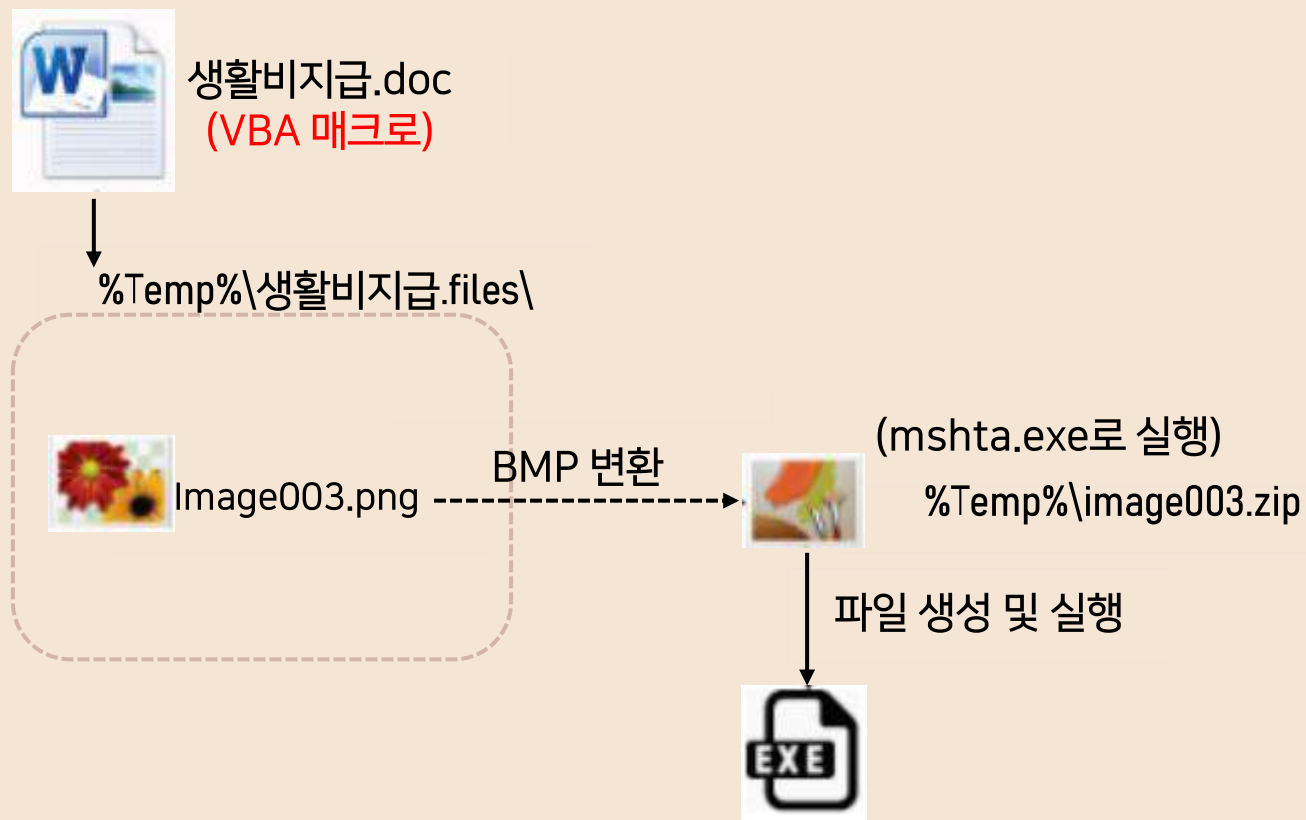 생활비지급.doc
(VBA 매크로)
%Temp%\생활비지급.files\
Image003.png
BMP 변환
(mshta.exe로 실행)
%Temp%\image003.zip
파일 생성 및 실행
W
EXE